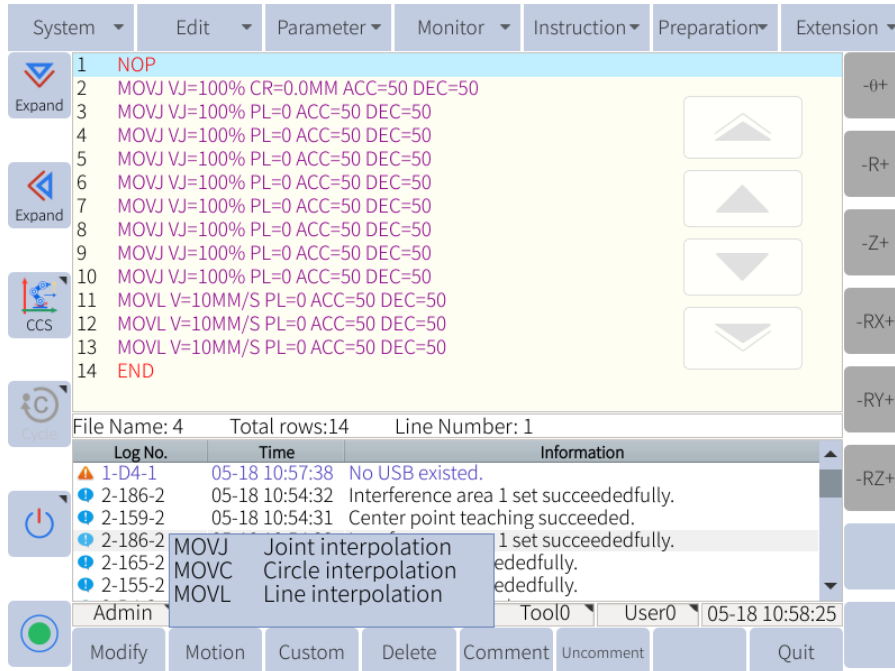 System Edit Parameter Monitor Instruction Preparation Extension
1 NOP
2 MOVJ VJ=100% CR=0.0MM ACC=50 DEC=50
3 MOVJ VJ=100% PL=0 ACC=50 DEC=50
4 MOVJ VJ=100% PL=0 ACC=50 DEC=50
5 MOVJ VJ=100% PL=0 ACC=50 DEC=50
6 MOVJ VJ=100% PL=0 ACC=50 DEC=50
7 MOVJ VJ=100% PL=0 ACC=50 DEC=50
8 MOVJ VJ=100% PL=0 ACC=50 DEC=50
9 MOVJ VJ=100% PL=0 ACC=50 DEC=50
10 MOVJ VJ=100% PL=0 ACC=50 DEC=50
11 MOVL V=10MM/S PL=0 ACC=50 DEC=50
12 MOVL V=10MM/S PL=0 ACC=50 DEC=50
13 MOVL V=10MM/S PL=0 ACC=50 DEC=50
14 END
Expand
Expand
CCS
Cycle
-θ+
-R+
-Z+
-RX+
-RY+
-RZ+
File Name: 4 Total rows:14 Line Number: 1
Log No. Time Information
1-D4-1 05-18 10:57:38 No USB existed.
2-186-2 05-18 10:54:32 Interference area 1 set succeededfully.
2-159-2 05-18 10:54:31 Center point teaching succeeded.
2-186-2 1 set succeededfully.
2-165-2 ededfully.
2-155-2 ededfully.
MOVJ Joint interpolation
MOVC Circle interpolation
MOVL Line interpolation
Admin Tool0 User0 05-18 10:58:25
Modify Motion Custom Delete Comment Uncomment Quit